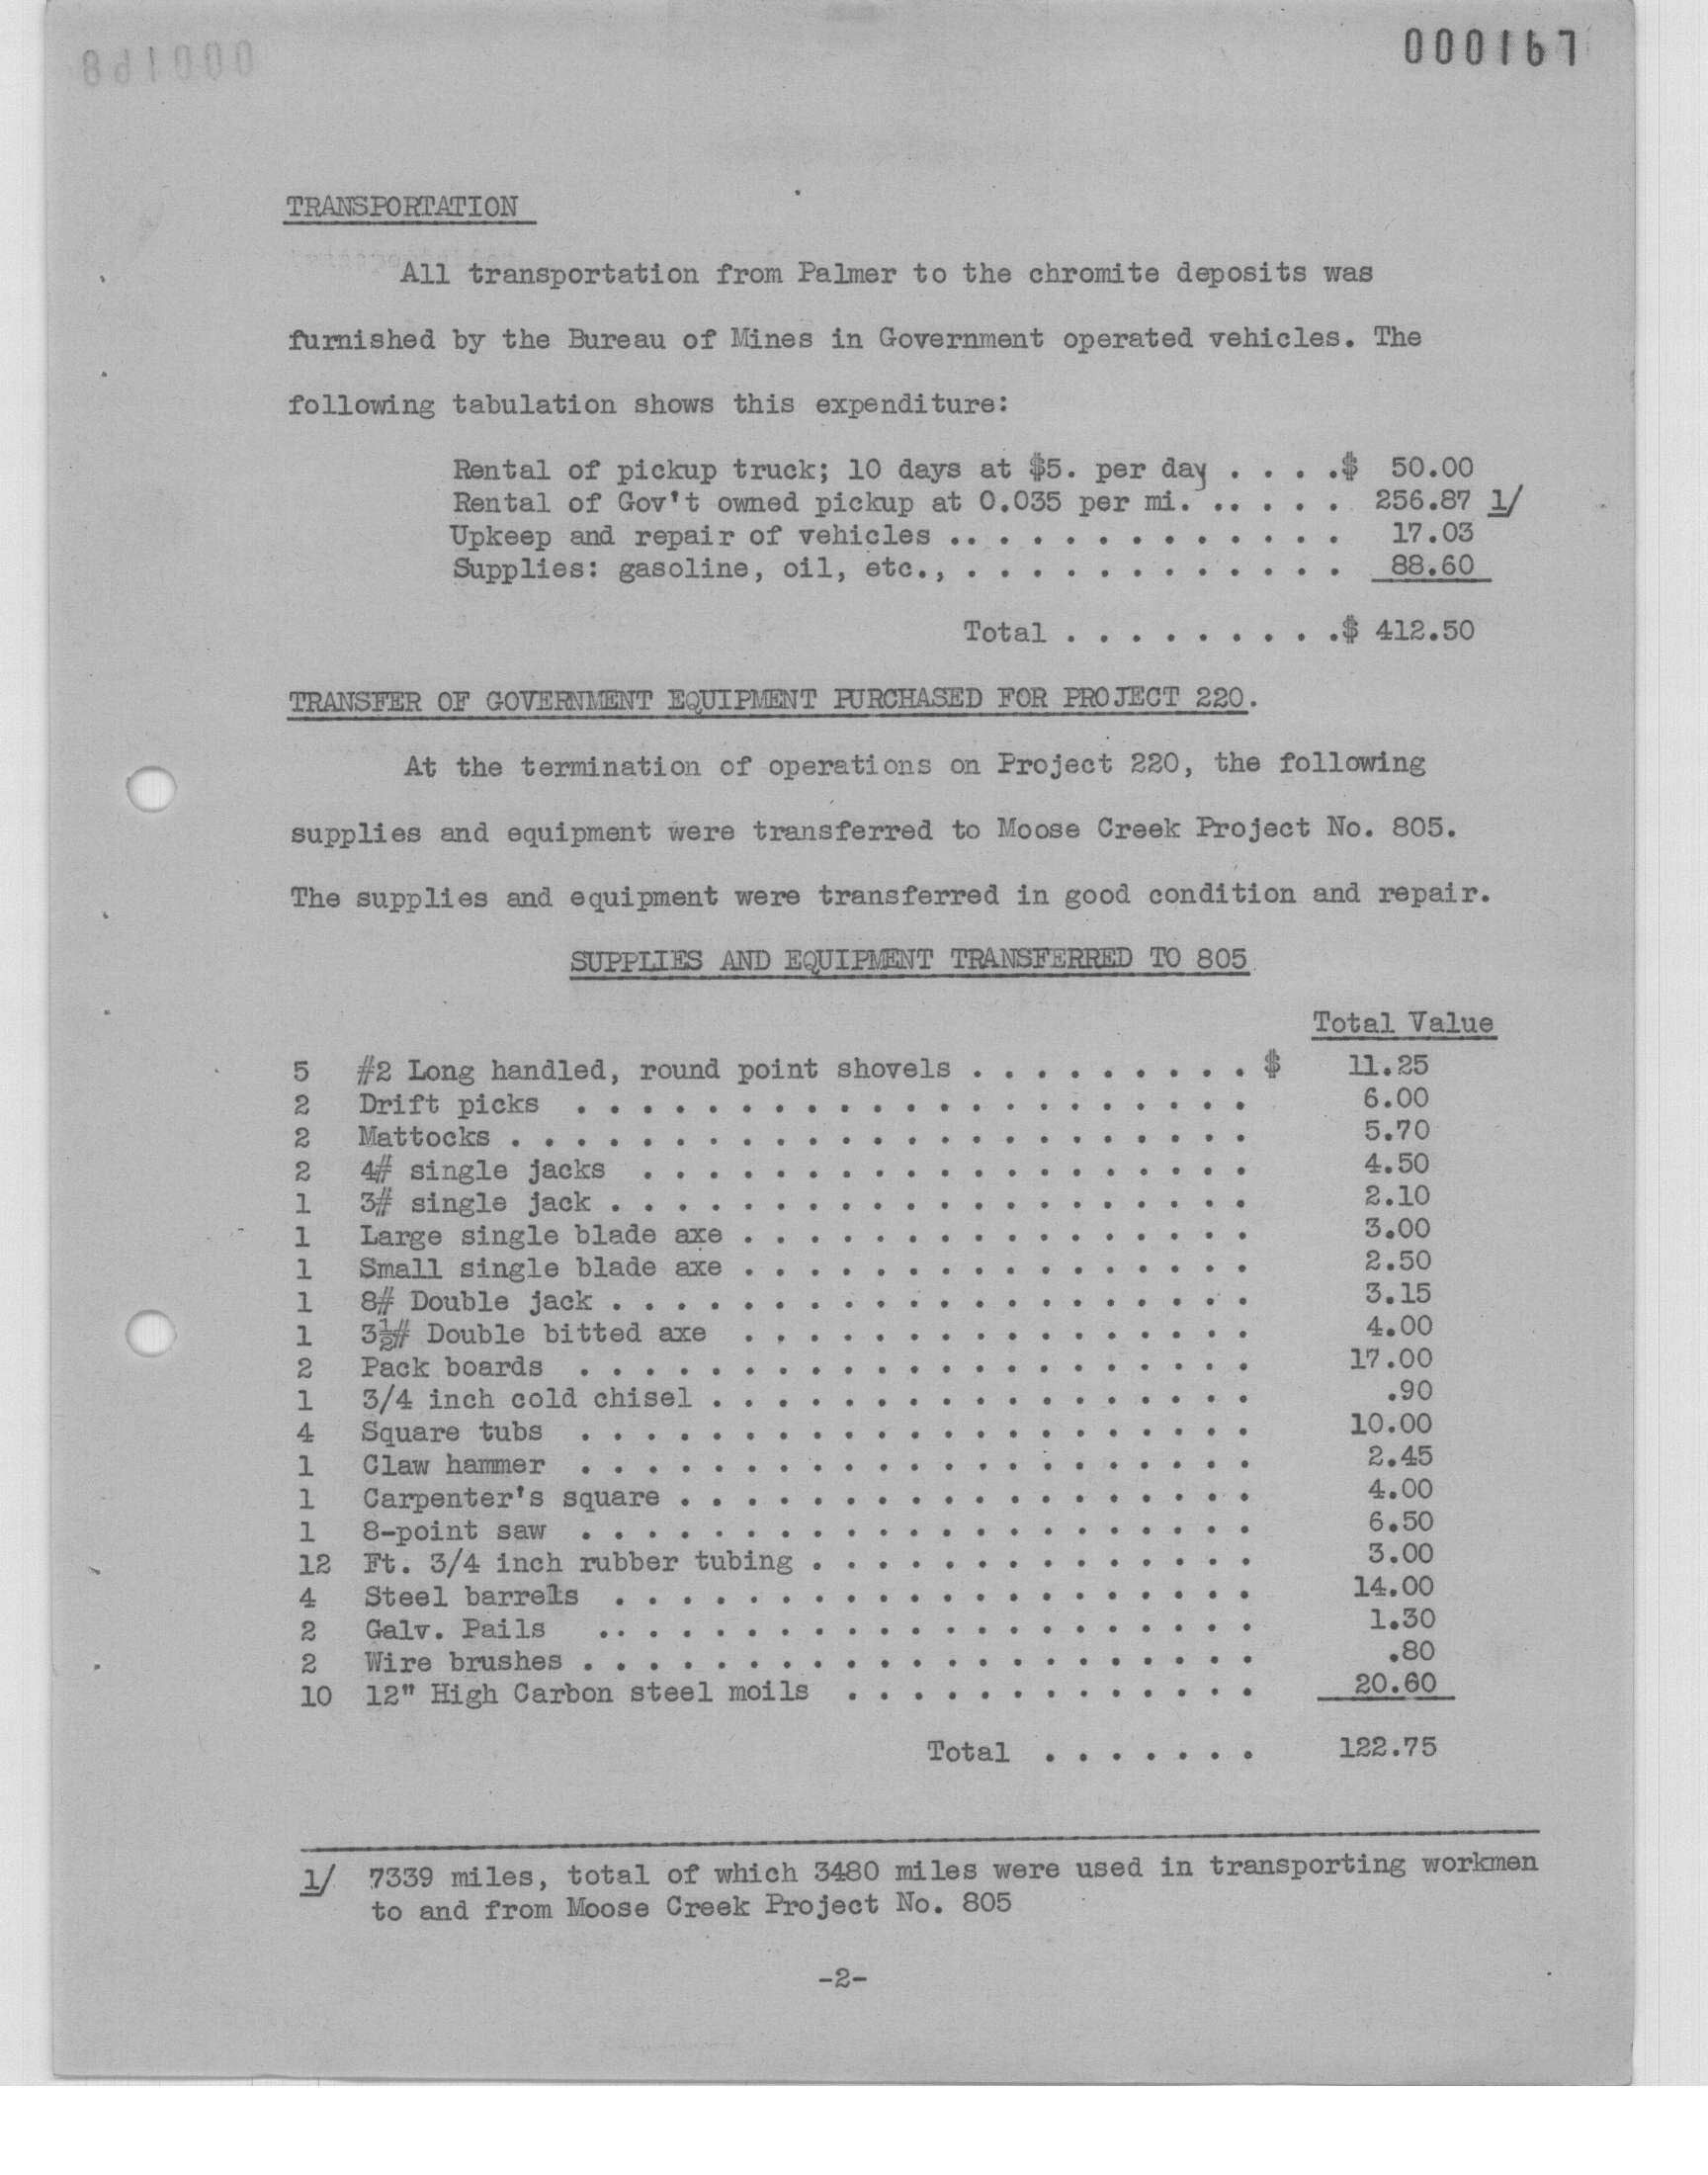 000167
TRANSPORTATION
All transportation from Palmer to the chromite deposits was
furnished by the Bureau of Mines in Government operated vehicles. The
following tabulation shows this expenditure:
Rental of pickup truck; 10 days at $5. per day . . . .$ 50.00
Rental of Gov't owned pickup at 0.035 per mi. .. . . . . 256.87 1/
Upkeep and repair of vehicles .. . . . . . . . . . . . . 17.03
Supplies: gasoline, oil, etc., . . . . . . . . . . . . . 88.60
Total . . . . . . . . .$ 412.50
TRANSFER OF GOVERNMENT EQUIPMENT PURCHASED FOR PROJECT 220.
At the termination of operations on Project 220, the following
supplies and equipment were transferred to Moose Creek Project No. 805.
The supplies and equipment were transferred in good condition and repair.
SUPPLIES AND EQUIPMENT TRANSFERRED TO 805
Total Value
5 #2 Long handled, round point shovels . . . . . . . . . $ 11.25
2 Drift picks . . . . . . . . . . . . . . . . . . . . . 6.00
2 Mattocks . . . . . . . . . . . . . . . . . . . . . . . 5.70
2 4# single jacks . . . . . . . . . . . . . . . . . . . 4.50
1 3# single jack . . . . . . . . . . . . . . . . . . . . 2.10
1 Large single blade axe . . . . . . . . . . . . . . . . 3.00
1 Small single blade axe . . . . . . . . . . . . . . . . 2.50
1 8# Double jack . . . . . . . . . . . . . . . . . . . . 3.15
1 3½# Double bitted axe . . . . . . . . . . . . . . . . 4.00
2 Pack boards . . . . . . . . . . . . . . . . . . . . . 17.00
1 3/4 inch cold chisel . . . . . . . . . . . . . . . . . .90
4 Square tubs . . . . . . . . . . . . . . . . . . . . . 10.00
1 Claw hammer . . . . . . . . . . . . . . . . . . . . . 2.45
1 Carpenter's square . . . . . . . . . . . . . . . . . . 4.00
1 8-point saw . . . . . . . . . . . . . . . . . . . . . 6.50
12 Ft. 3/4 inch rubber tubing . . . . . . . . . . . . . . 3.00
4 Steel barrels . . . . . . . . . . . . . . . . . . . . 14.00
2 Galv. Pails .. . . . . . . . . . . . . . . . . . . . 1.30
2 Wire brushes . . . . . . . . . . . . . . . . . . . . . .80
10 12" High Carbon steel moils . . . . . . . . . . . . . 20.60
Total . . . . . . . 122.75
1/ 7339 miles, total of which 3480 miles were used in transporting workmen
to and from Moose Creek Project No. 805
-2-